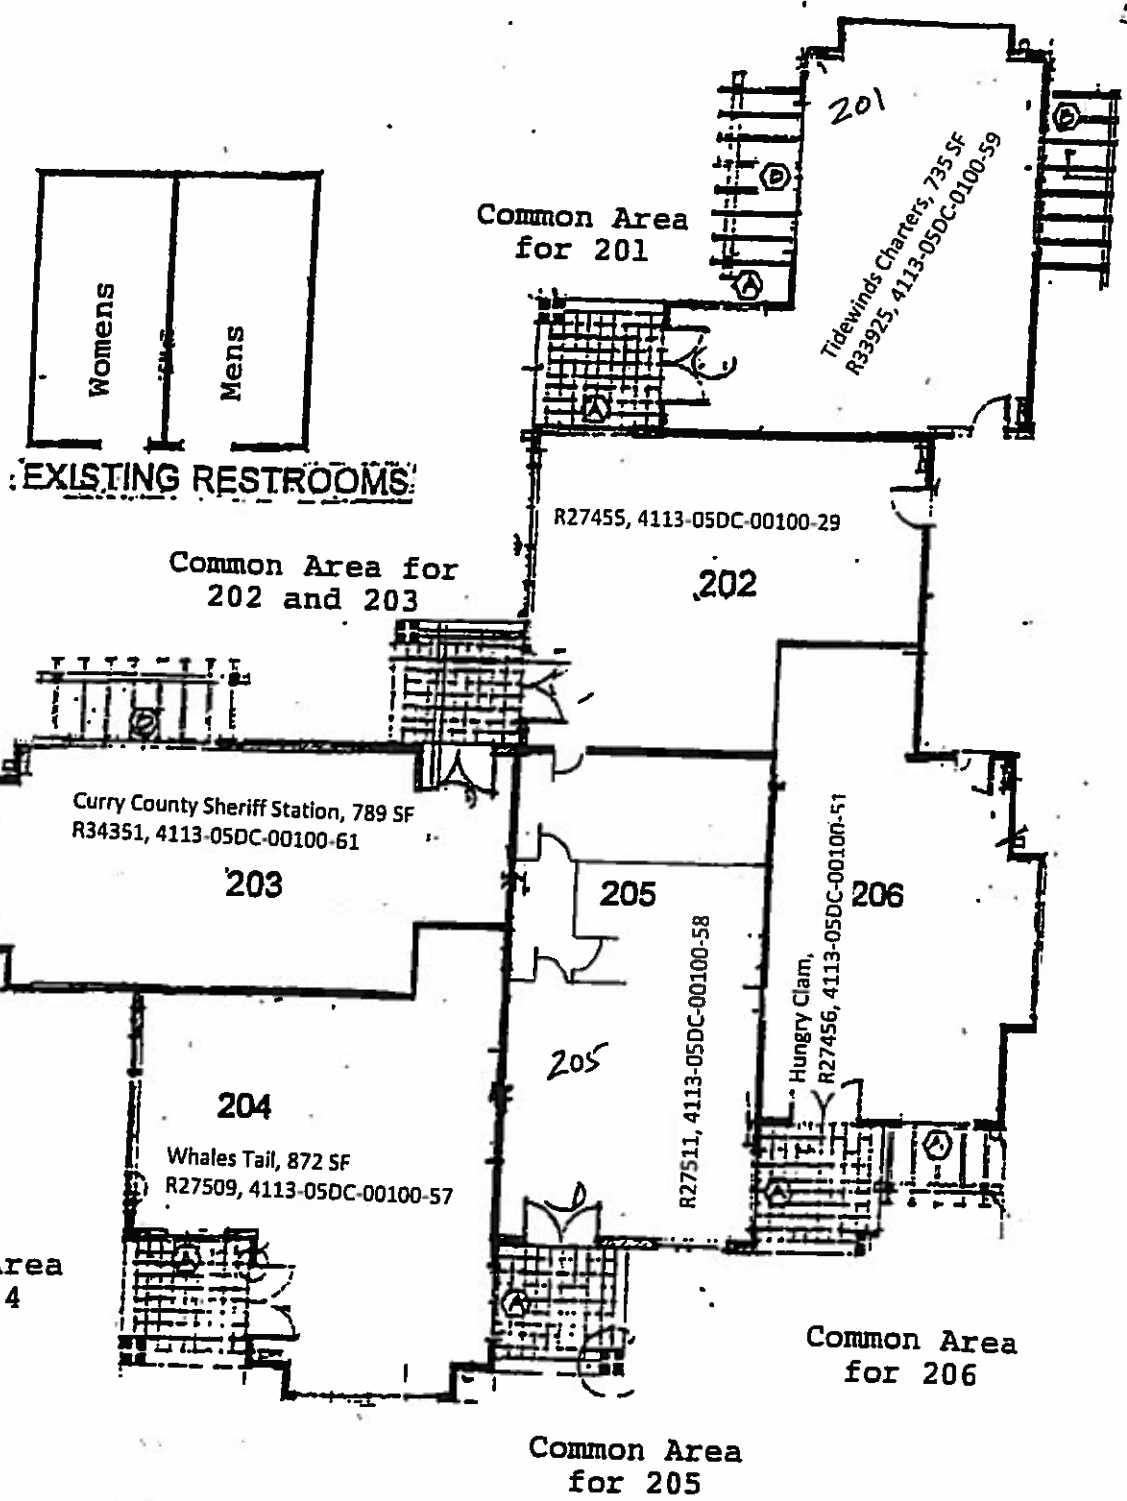 201
Tidewinds Charters, 735 SF
R33925, 4113-05DC-0100-59
D
D
A
Common Area
for 201
A
Womens
Mens
EXISTING RESTROOMS
R27455, 4113-05DC-00100-29
202
Common Area for
202 and 203
D
Curry County Sheriff Station, 789 SF
R34351, 4113-05DC-00100-61
203
205
R27511, 4113-05DC-00100-58
205
206
Hungry Clam,
R27456, 4113-05DC-00100-51
204
Whales Tail, 872 SF
R27509, 4113-05DC-00100-57
A
A
A
A
rea
4
Common Area
for 206
Common Area
for 205